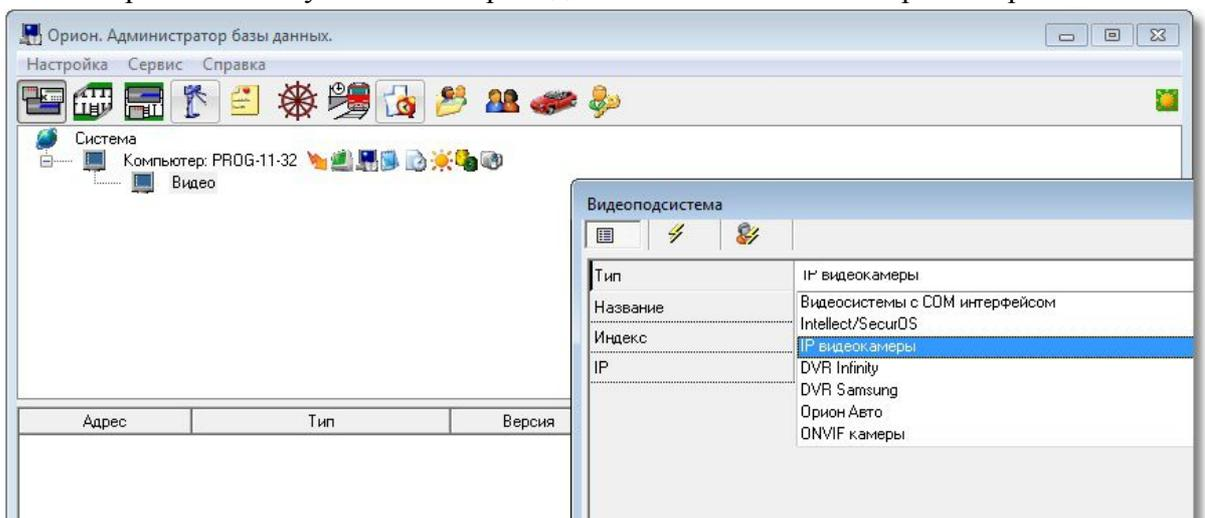 Орион. Администратор базы данных.
Настройка Сервис Справка
Система
Компьютер: PROG-11-32
Видео
Видеоподсистема
Тип IP видеокамеры
Название
Индекс
IP
Видеосистемы с COM интерфейсом
Intellect/SecurOS
IP видеокамеры
DVR Infinity
DVR Samsung
Орион Авто
ONVIF камеры
Адрес Тип Версия